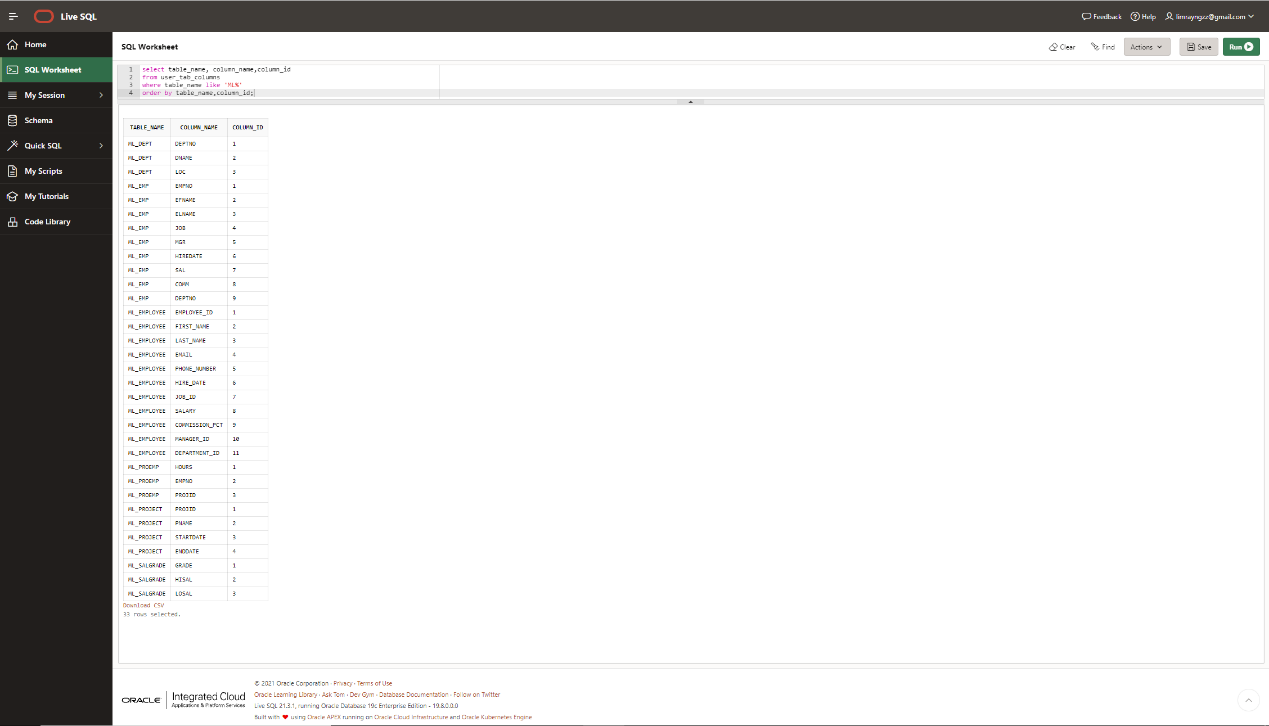 Live SQL
Feedback Help limrayngzz@gmail.com
Home
SQL Worksheet
My Session
Schema
Quick SQL
My Scripts
My Tutorials
Code Library
SQL Worksheet
Clear Find Actions Save Run
1 select table_name, column_name,column_id
2 from user_tab_columns
3 where table_name like 'ML%'
4 order by table_name,column_id;
TABLE_NAME COLUMN_NAME COLUMN_ID
ML_DEPT DEPTNO 1
ML_DEPT DNAME 2
ML_DEPT LOC 3
ML_EMP EMPNO 1
ML_EMP EFNAME 2
ML_EMP ELNAME 3
ML_EMP JOB 4
ML_EMP MGR 5
ML_EMP HIREDATE 6
ML_EMP SAL 7
ML_EMP COMM 8
ML_EMP DEPTNO 9
ML_EMPLOYEE EMPLOYEE_ID 1
ML_EMPLOYEE FIRST_NAME 2
ML_EMPLOYEE LAST_NAME 3
ML_EMPLOYEE EMAIL 4
ML_EMPLOYEE PHONE_NUMBER 5
ML_EMPLOYEE HIRE_DATE 6
ML_EMPLOYEE JOB_ID 7
ML_EMPLOYEE SALARY 8
ML_EMPLOYEE COMMISSION_PCT 9
ML_EMPLOYEE MANAGER_ID 10
ML_EMPLOYEE DEPARTMENT_ID 11
ML_PROEMP HOURS 1
ML_PROEMP EMPNO 2
ML_PROEMP PROJID 3
ML_PROJECT PROJID 1
ML_PROJECT PNAME 2
ML_PROJECT STARTDATE 3
ML_PROJECT ENDDATE 4
ML_SALGRADE GRADE 1
ML_SALGRADE HISAL 2
ML_SALGRADE LOSAL 3
Download CSV
33 rows selected.
ORACLE Integrated Cloud
Applications & Platform Services
© 2021 Oracle Corporation · Privacy · Terms of Use
Oracle Learning Library · Ask Tom · Dev Gym · Database Documentation · Follow on Twitter
Live SQL 21.3.1, running Oracle Database 19c Enterprise Edition - 19.8.0.0.0
Built with ❤ using Oracle APEX running on Oracle Cloud Infrastructure and Oracle Kubernetes Engine